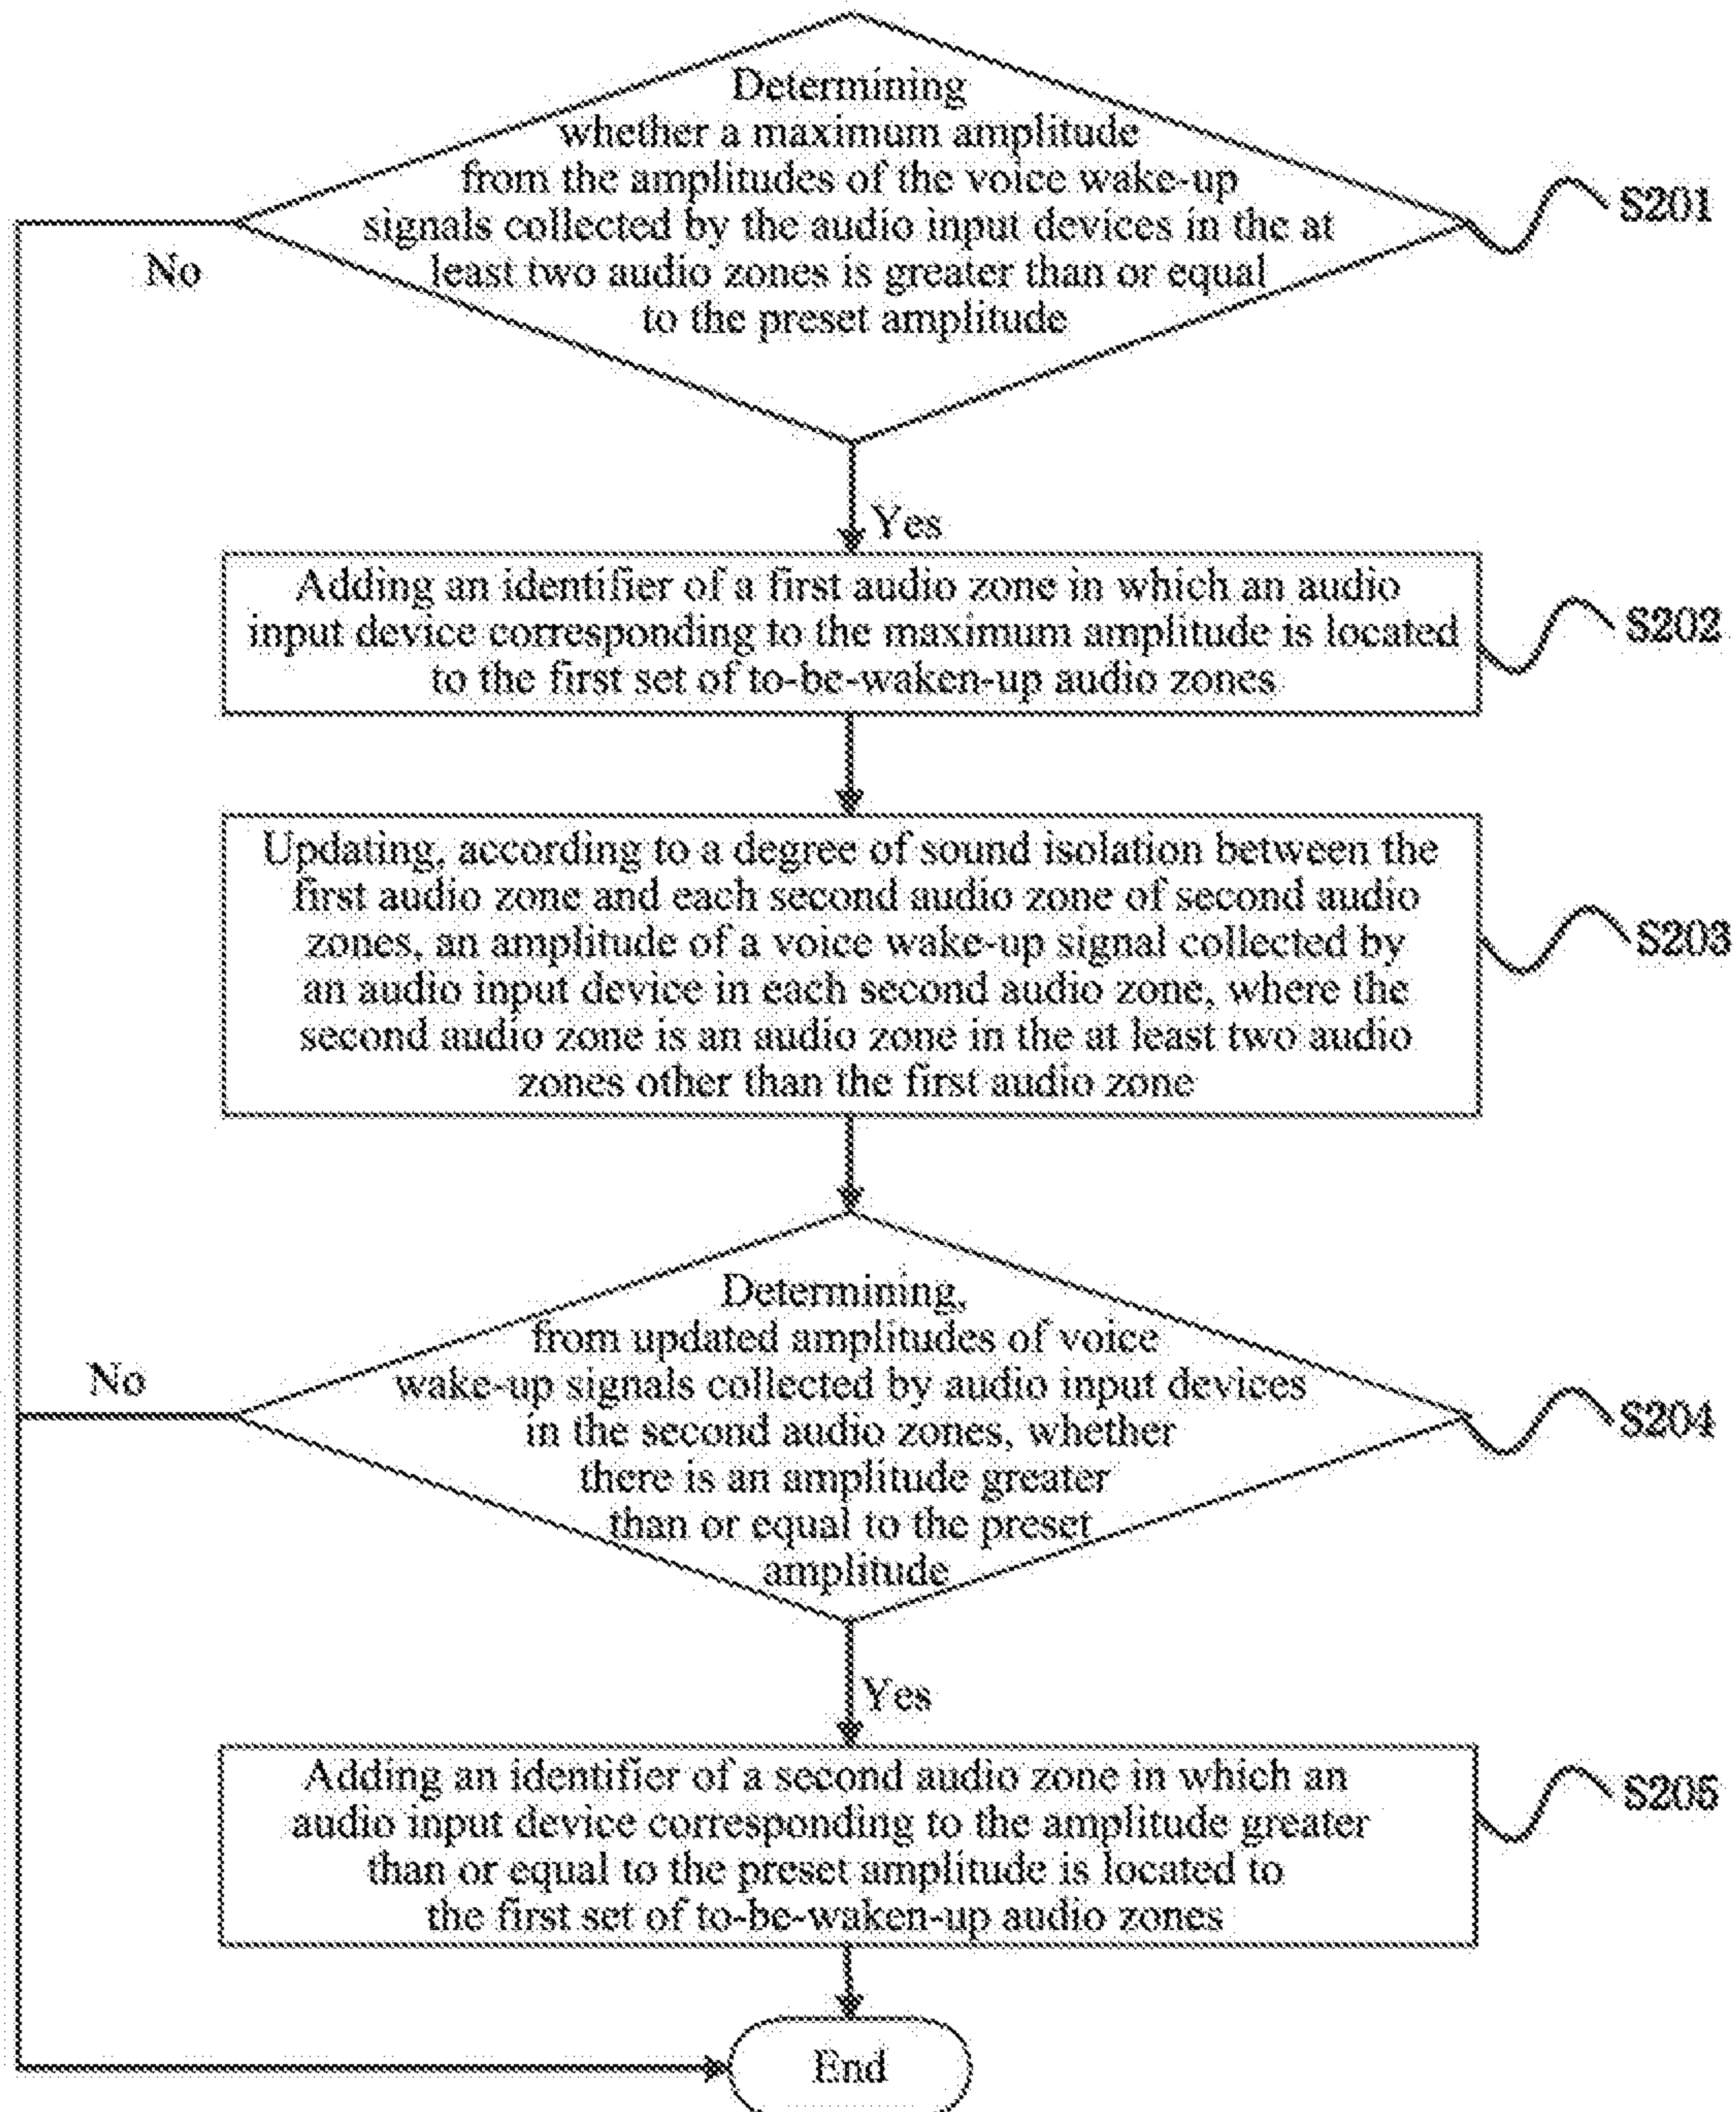 Determining
whether a maximum amplitude
from the amplitudes of the voice wake-up
signals collected by the audio input devices in the at
least two audio zones is greater than or equal
to the preset amplitude
S201
No
Yes
Adding an identifier of a first audio zone in which an audio
input device corresponding to the maximum amplitude is located
to the first set of to-be-waken-up audio zones
S202
Updating, according to a degree of sound isolation between the
first audio zone and each second audio zone of second audio
zones, an amplitude of a voice wake-up signal collected by
an audio input device in each second audio zone, where the
second audio zone is an audio zone in the at least two audio
zones other than the first audio zone
S203
Determining,
from updated amplitudes of voice
wake-up signals collected by audio input devices
in the second audio zones, whether
there is an amplitude greater
than or equal to the preset
amplitude
S204
No
Yes
Adding an identifier of a second audio zone in which an
audio input device corresponding to the amplitude greater
than or equal to the preset amplitude is located to
the first set of to-be-waken-up audio zones
S205
End